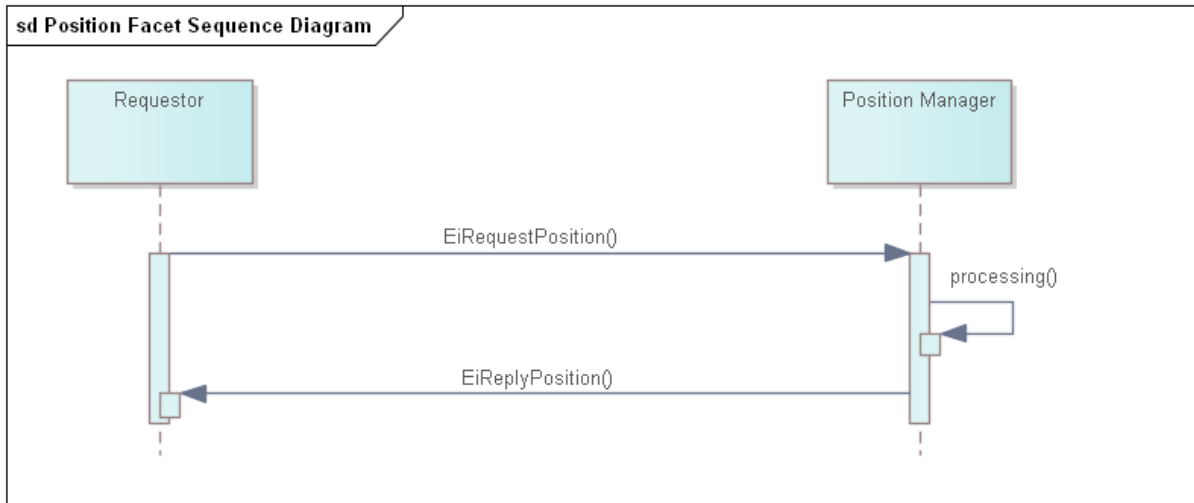 sd Position Facet Sequence Diagram
Requestor
Position Manager
EiRequestPosition()
processing()
EiReplyPosition()